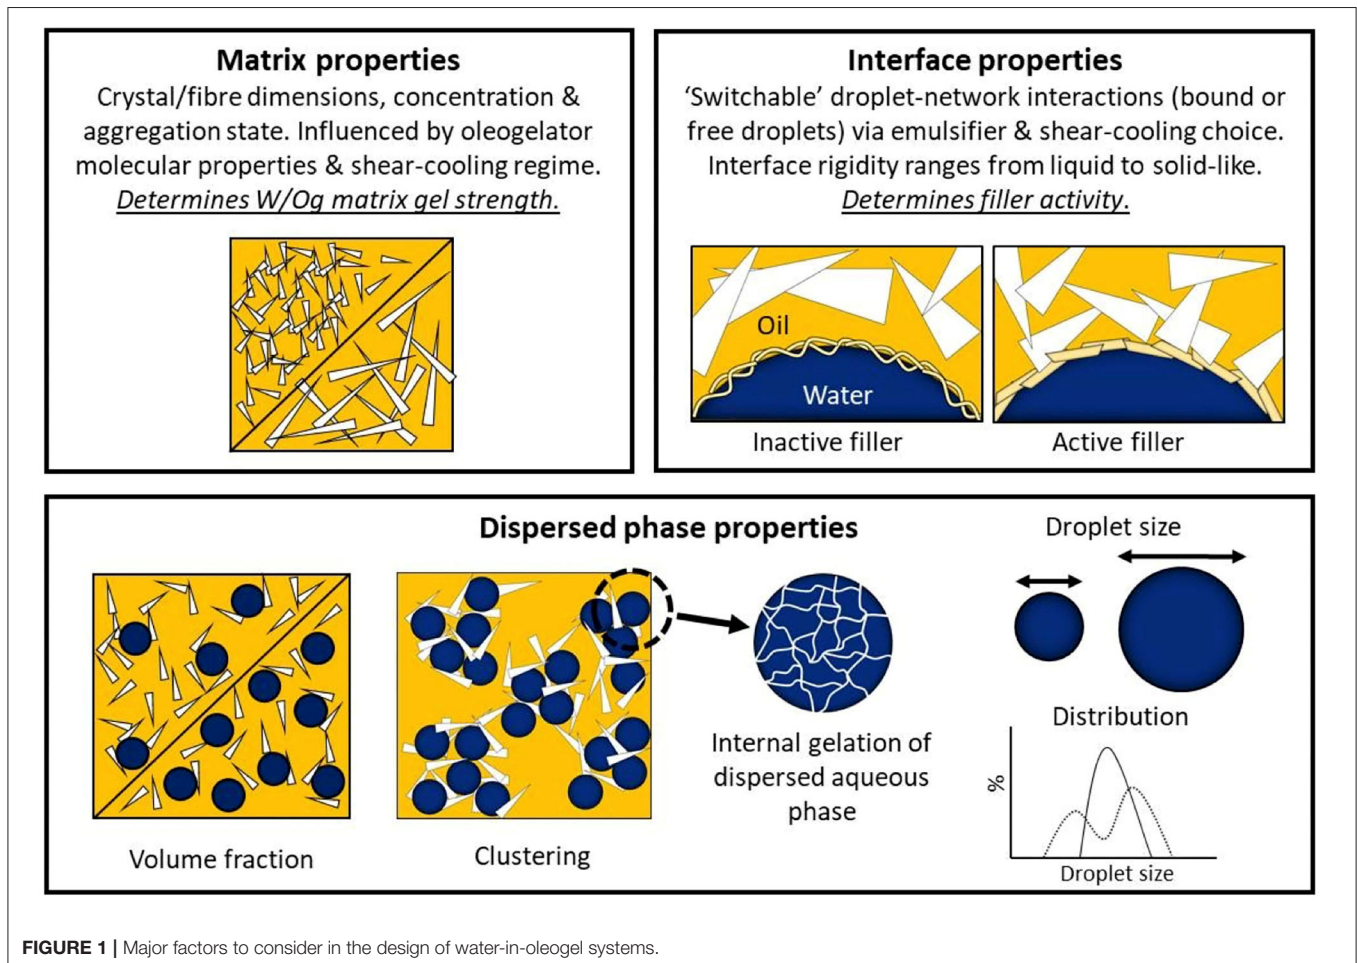 Matrix properties
Crystal/fibre dimensions, concentration &
aggregation state. Influenced by oleogelator
molecular properties & shear-cooling regime.
Determines W/Og matrix gel strength.
Interface properties
‘Switchable’ droplet-network interactions (bound or
free droplets) via emulsifier & shear-cooling choice.
Interface rigidity ranges from liquid to solid-like.
Determines filler activity.
Oil
Water
Inactive filler
Active filler
Dispersed phase properties
Volume fraction
Clustering
Internal gelation of
dispersed aqueous
phase
Droplet size
Distribution
%
Droplet size
FIGURE 1 | Major factors to consider in the design of water-in-oleogel systems.